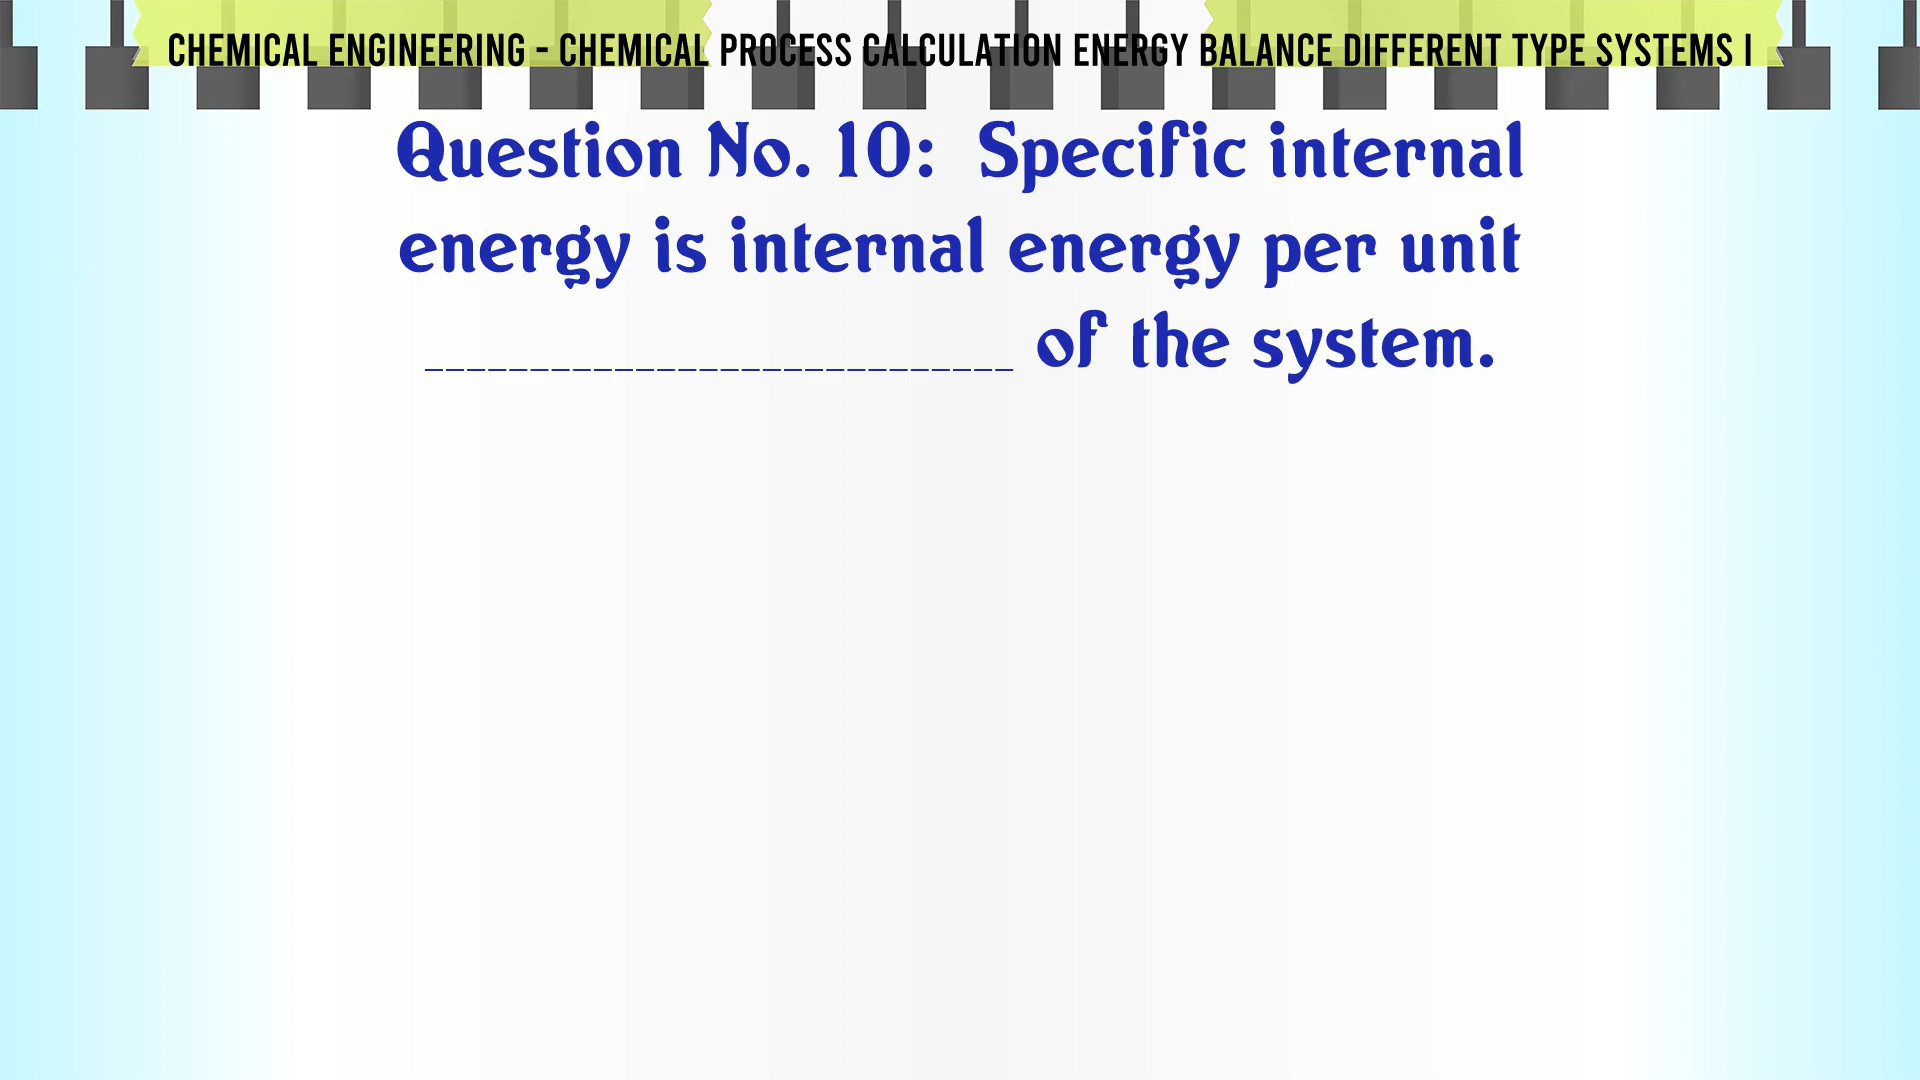 CHEMICAL ENGINEERING - CHEMICAL PROCESS CALCULATION ENERGY BALANCE DIFFERENT TYPE SYSTEMS I
Question No. 10: Specific internal
energy is internal energy per unit
____________________________ of the system.